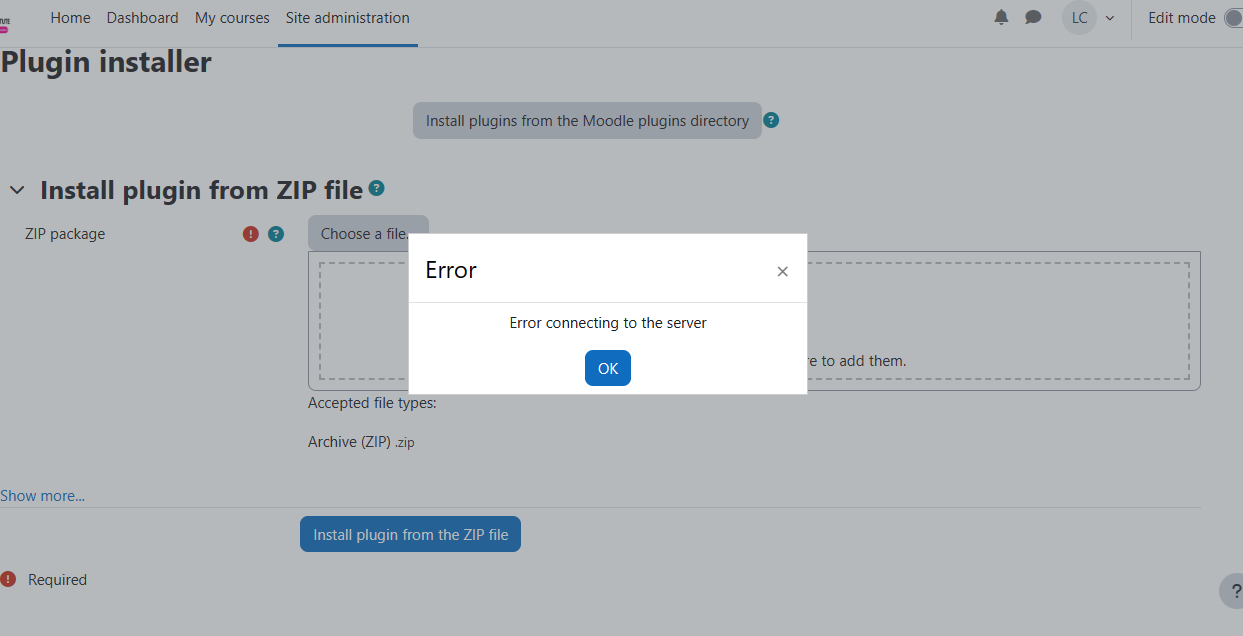 Home Dashboard My courses Site administration LC Edit mode
Plugin installer
Install plugins from the Moodle plugins directory ?
Install plugin from ZIP file ?
ZIP package ! ? Choose a file.
Error ×
Error connecting to the server
OK
to add them.
Accepted file types:
Archive (ZIP) .zip
Show more...
Install plugin from the ZIP file
! Required
?